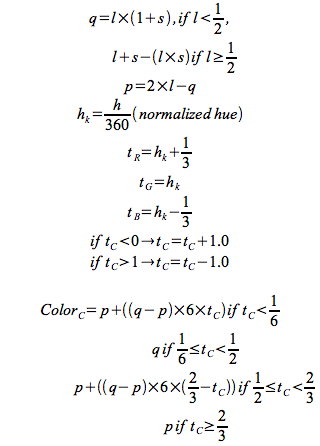 q=l×(1+s), if l<1/2,
l+s−(l×s) if l≥1/2
p=2×l−q
h_k=h/360(normalized hue)
t_R=h_k+1/3
t_G=h_k
t_B=h_k−1/3
if t_C<0→t_C=t_C+1.0
if t_C>1→t_C=t_C−1.0
Color_C=p+((q−p)×6×t_C) if t_C<1/6
q if 1/6≤t_C<1/2
p+((q−p)×6×(2/3−t_C)) if 1/2≤t_C<2/3
p if t_C≥2/3